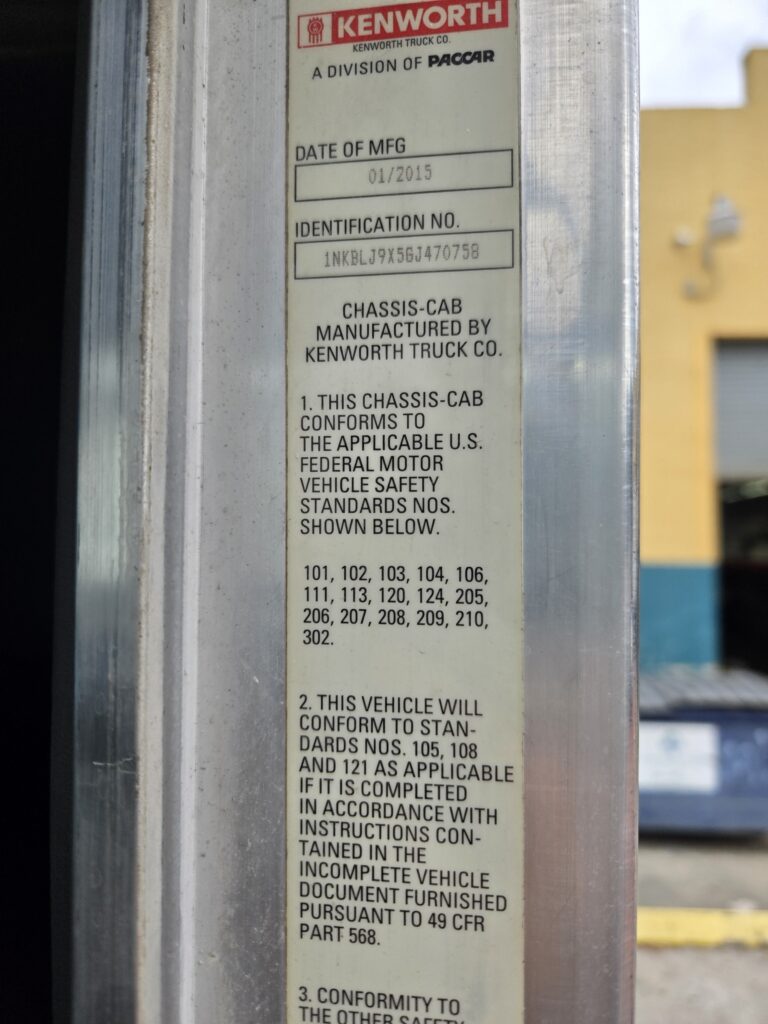 KENWORTH
KENWORTH TRUCK CO.
A DIVISION OF PACCAR
DATE OF MFG
01/2015
IDENTIFICATION NO.
1NKBLJ9X5GJ470758
CHASSIS-CAB
MANUFACTURED BY
KENWORTH TRUCK CO.
1. THIS CHASSIS-CAB
CONFORMS TO
THE APPLICABLE U.S.
FEDERAL MOTOR
VEHICLE SAFETY
STANDARDS NOS.
SHOWN BELOW.
101, 102, 103, 104, 106,
111, 113, 120, 124, 205,
206, 207, 208, 209, 210,
302.
2. THIS VEHICLE WILL
CONFORM TO STAN-
DARDS NOS. 105, 108
AND 121 AS APPLICABLE
IF IT IS COMPLETED
IN ACCORDANCE WITH
INSTRUCTIONS CON-
TAINED IN THE
INCOMPLETE VEHICLE
DOCUMENT FURNISHED
PURSUANT TO 49 CFR
PART 568.
3. CONFORMITY TO
THE OTHER SAFETY